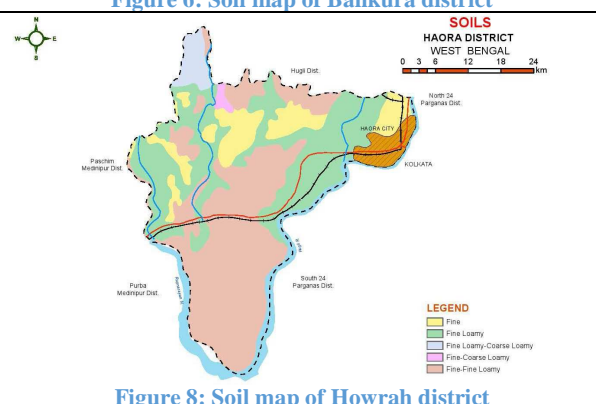 Figure 6: Soil map of Bankura district
SOILS
HAORA DISTRICT
WEST BENGAL
0 3 6 12 18 24
km
N
W E
S
Hugli Dist.
North 24
Parganas Dist.
HAORA CITY
KOLKATA
Paschim
Medinipur Dist.
Purba
Medinipur Dist.
South 24
Parganas Dist.
LEGEND
Fine
Fine Loamy
Fine Loamy-Coarse Loamy
Fine-Coarse Loamy
Fine-Fine Loamy
Figure 8: Soil map of Howrah district